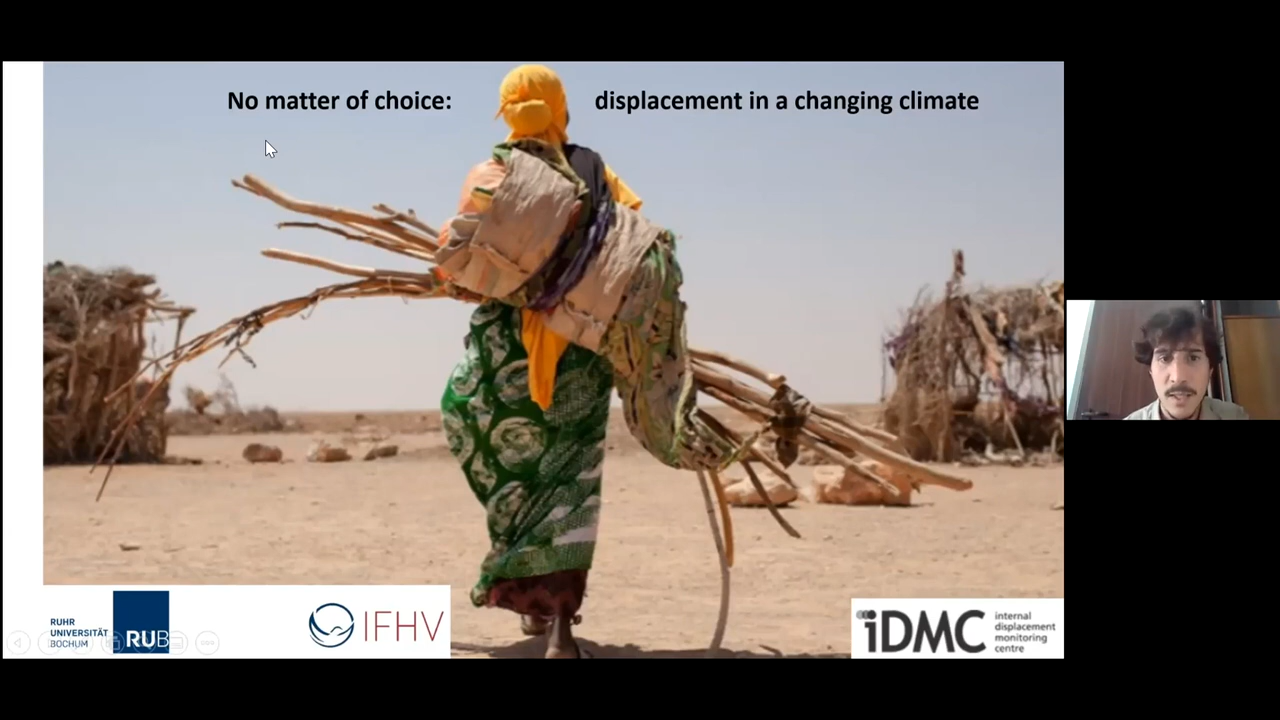 No matter of choice: displacement in a changing climate
RUHR
UNIVERSITÄT
BOCHUM
RUB
IFHV
iDMC
internal
displacement
monitoring
centre